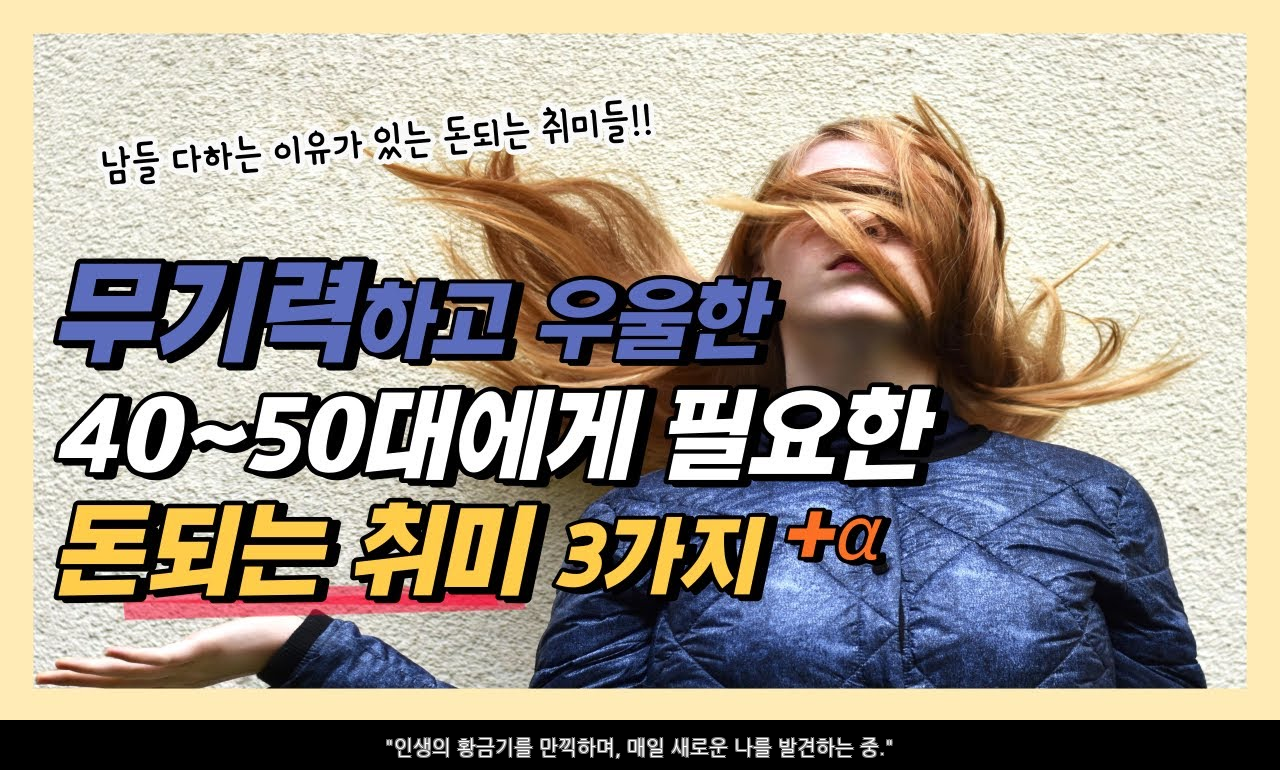 남들 다하는 이유가 있는 돈되는 취미들!!
무기력하고 우울한
40~50대에게 필요한
돈되는 취미 3가지 +α
"인생의 황금기를 만끽하며, 매일 새로운 나를 발견하는 중."